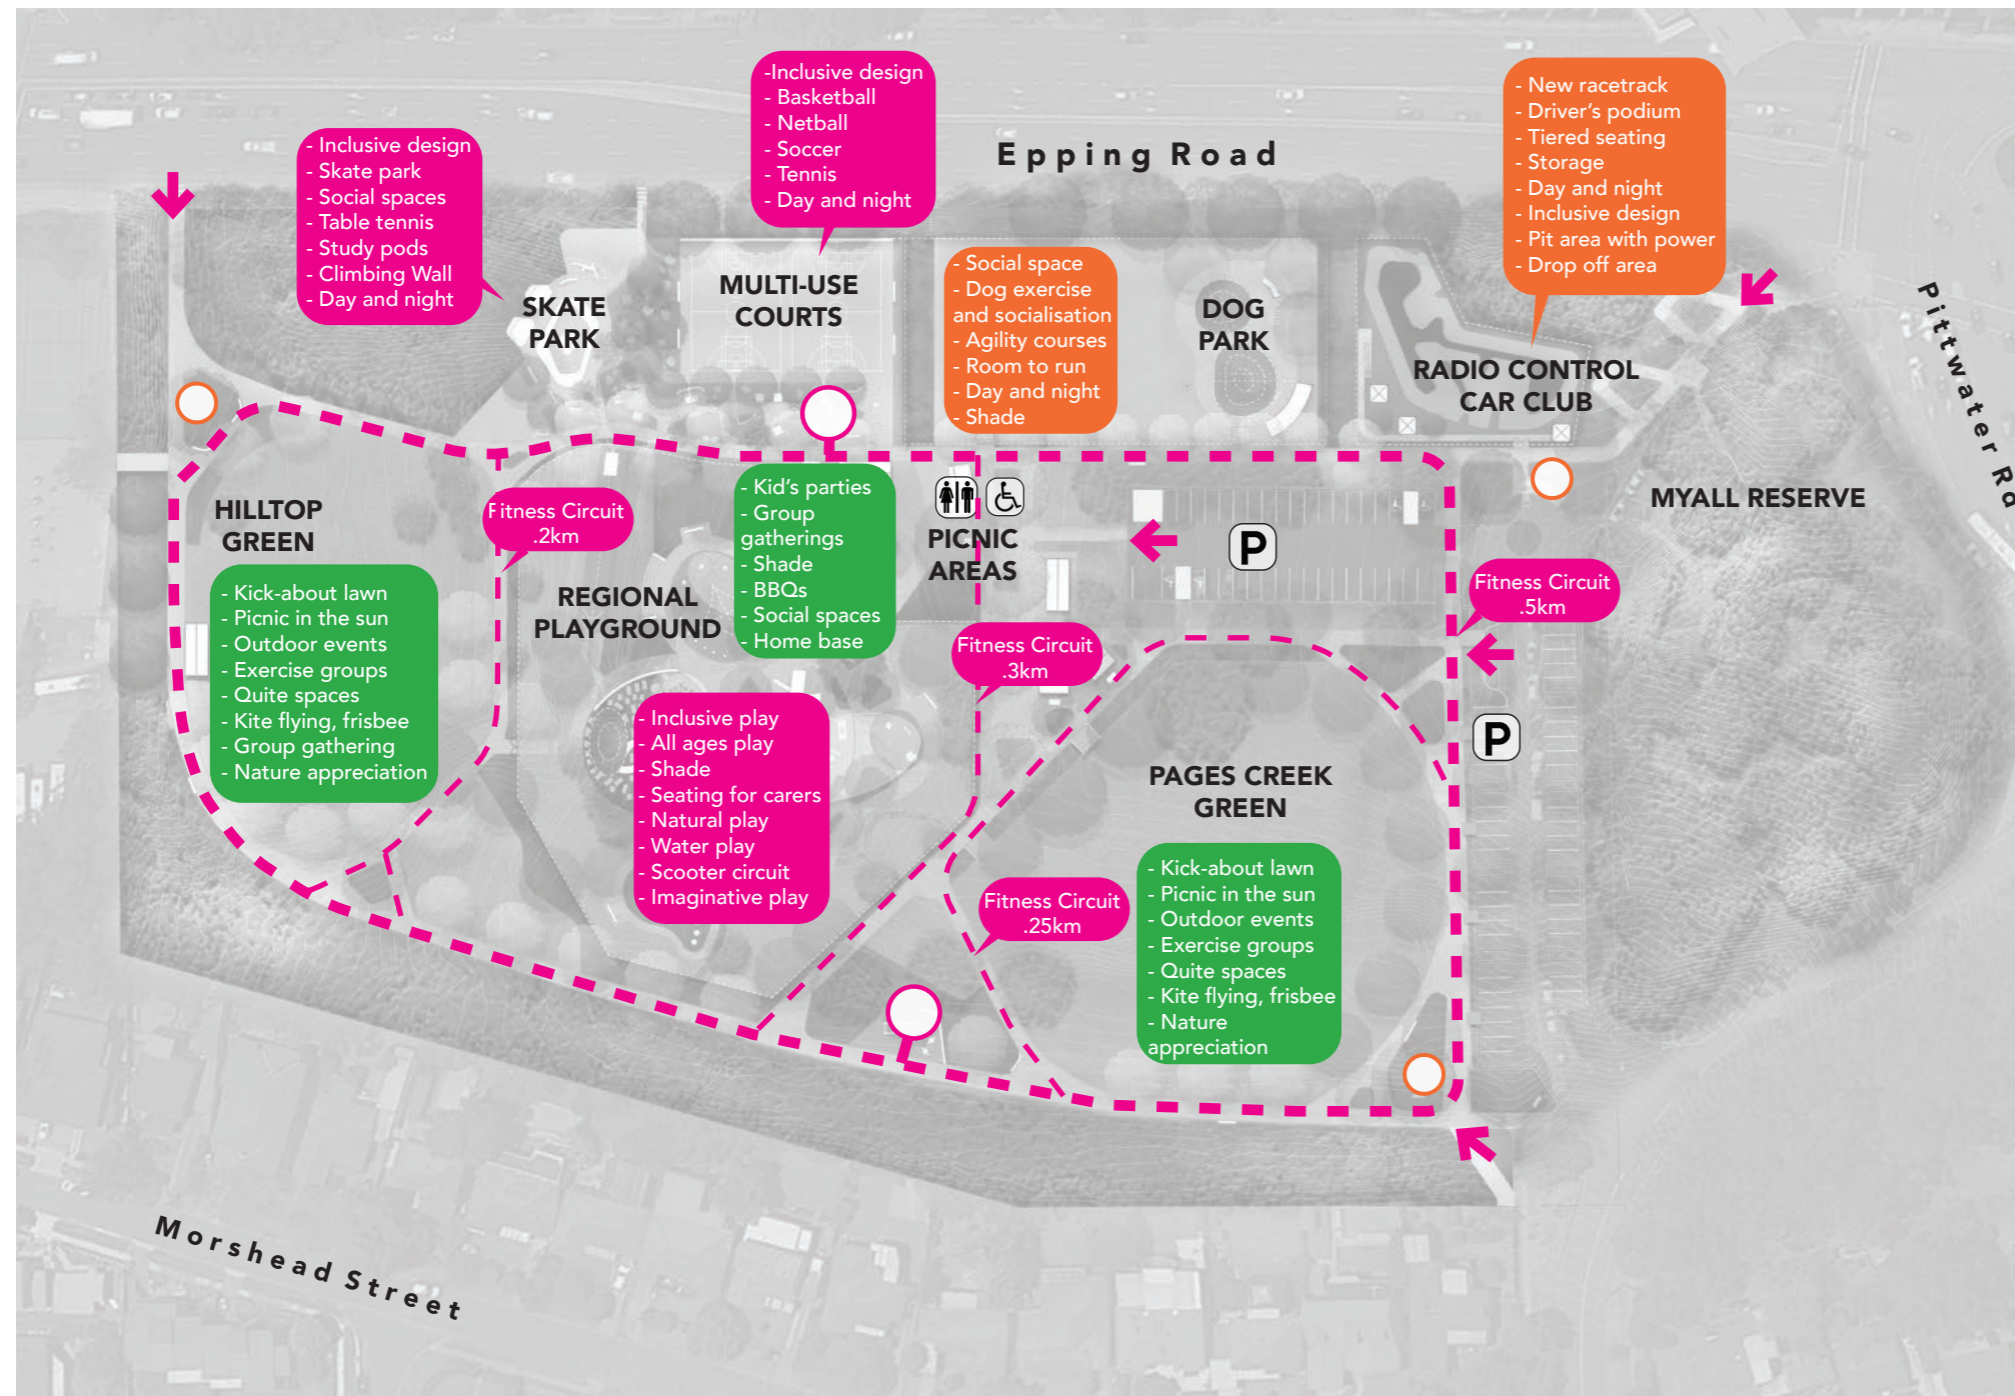 -Inclusive design
- Basketball
- Netball
- Soccer
- Tennis
- Day and night
- New racetrack
- Driver's podium
- Tiered seating
- Storage
- Day and night
- Inclusive design
- Pit area with power
- Drop off area
Epping Road
- Inclusive design
- Skate park
- Social spaces
- Table tennis
- Study pods
- Climbing Wall
- Day and night
SKATE
PARK
MULTI-USE
COURTS
- Social space
- Dog exercise
and socialisation
- Agility courses
- Room to run
- Day and night
- Shade
DOG
PARK
RADIO CONTROL
CAR CLUB
Pittwater Rd
MYALL RESERVE
HILLTOP
GREEN
Fitness Circuit
.2km
- Kid's parties
- Group
gatherings
- Shade
- BBQs
- Social spaces
- Home base
PICNIC
AREAS
P
- Kick-about lawn
- Picnic in the sun
- Outdoor events
- Exercise groups
- Quite spaces
- Kite flying, frisbee
- Group gathering
- Nature appreciation
REGIONAL
PLAYGROUND
Fitness Circuit
.3km
Fitness Circuit
.5km
- Inclusive play
- All ages play
- Shade
- Seating for carers
- Natural play
- Water play
- Scooter circuit
- Imaginative play
P
PAGES CREEK
GREEN
Fitness Circuit
.25km
- Kick-about lawn
- Picnic in the sun
- Outdoor events
- Exercise groups
- Quite spaces
- Kite flying, frisbee
- Nature
appreciation
Morshead Street